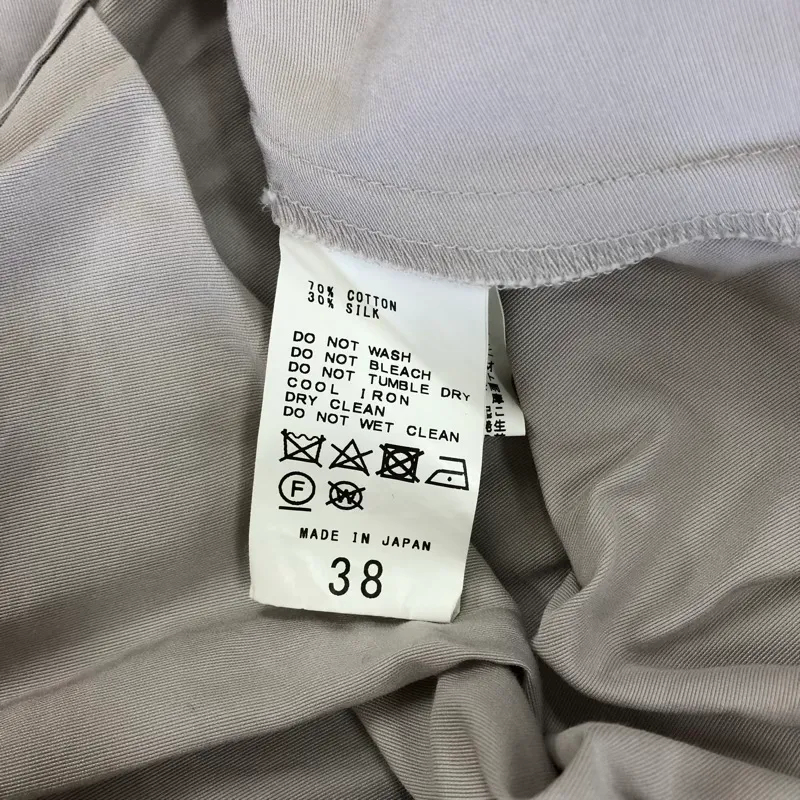 70% COTTON
30% SILK
DO NOT WASH
DO NOT BLEACH
DO NOT TUMBLE DRY
COOL IRON
DRY CLEAN
DO NOT WET CLEAN
F W
MADE IN JAPAN
38